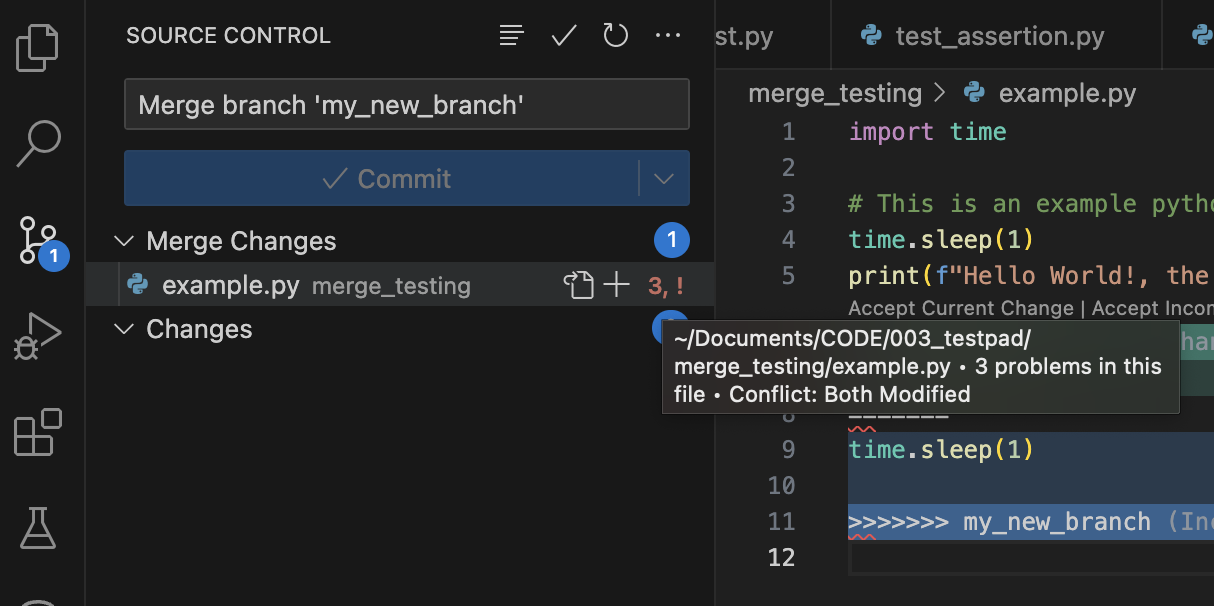 SOURCE CONTROL
Merge branch 'my_new_branch'
Commit
Merge Changes 1
example.py merge_testing 3, !
Changes
1
st.py test_assertion.py
merge_testing > example.py
1 import time
2
3 # This is an example pytho
4 time.sleep(1)
5 print(f"Hello World!, the
Accept Current Change | Accept Incom
~/Documents/CODE/003_testpad/
merge_testing/example.py • 3 problems in this
file • Conflict: Both Modified
8 =======
9 time.sleep(1)
10
11 >>>>>>> my_new_branch (Inc
12